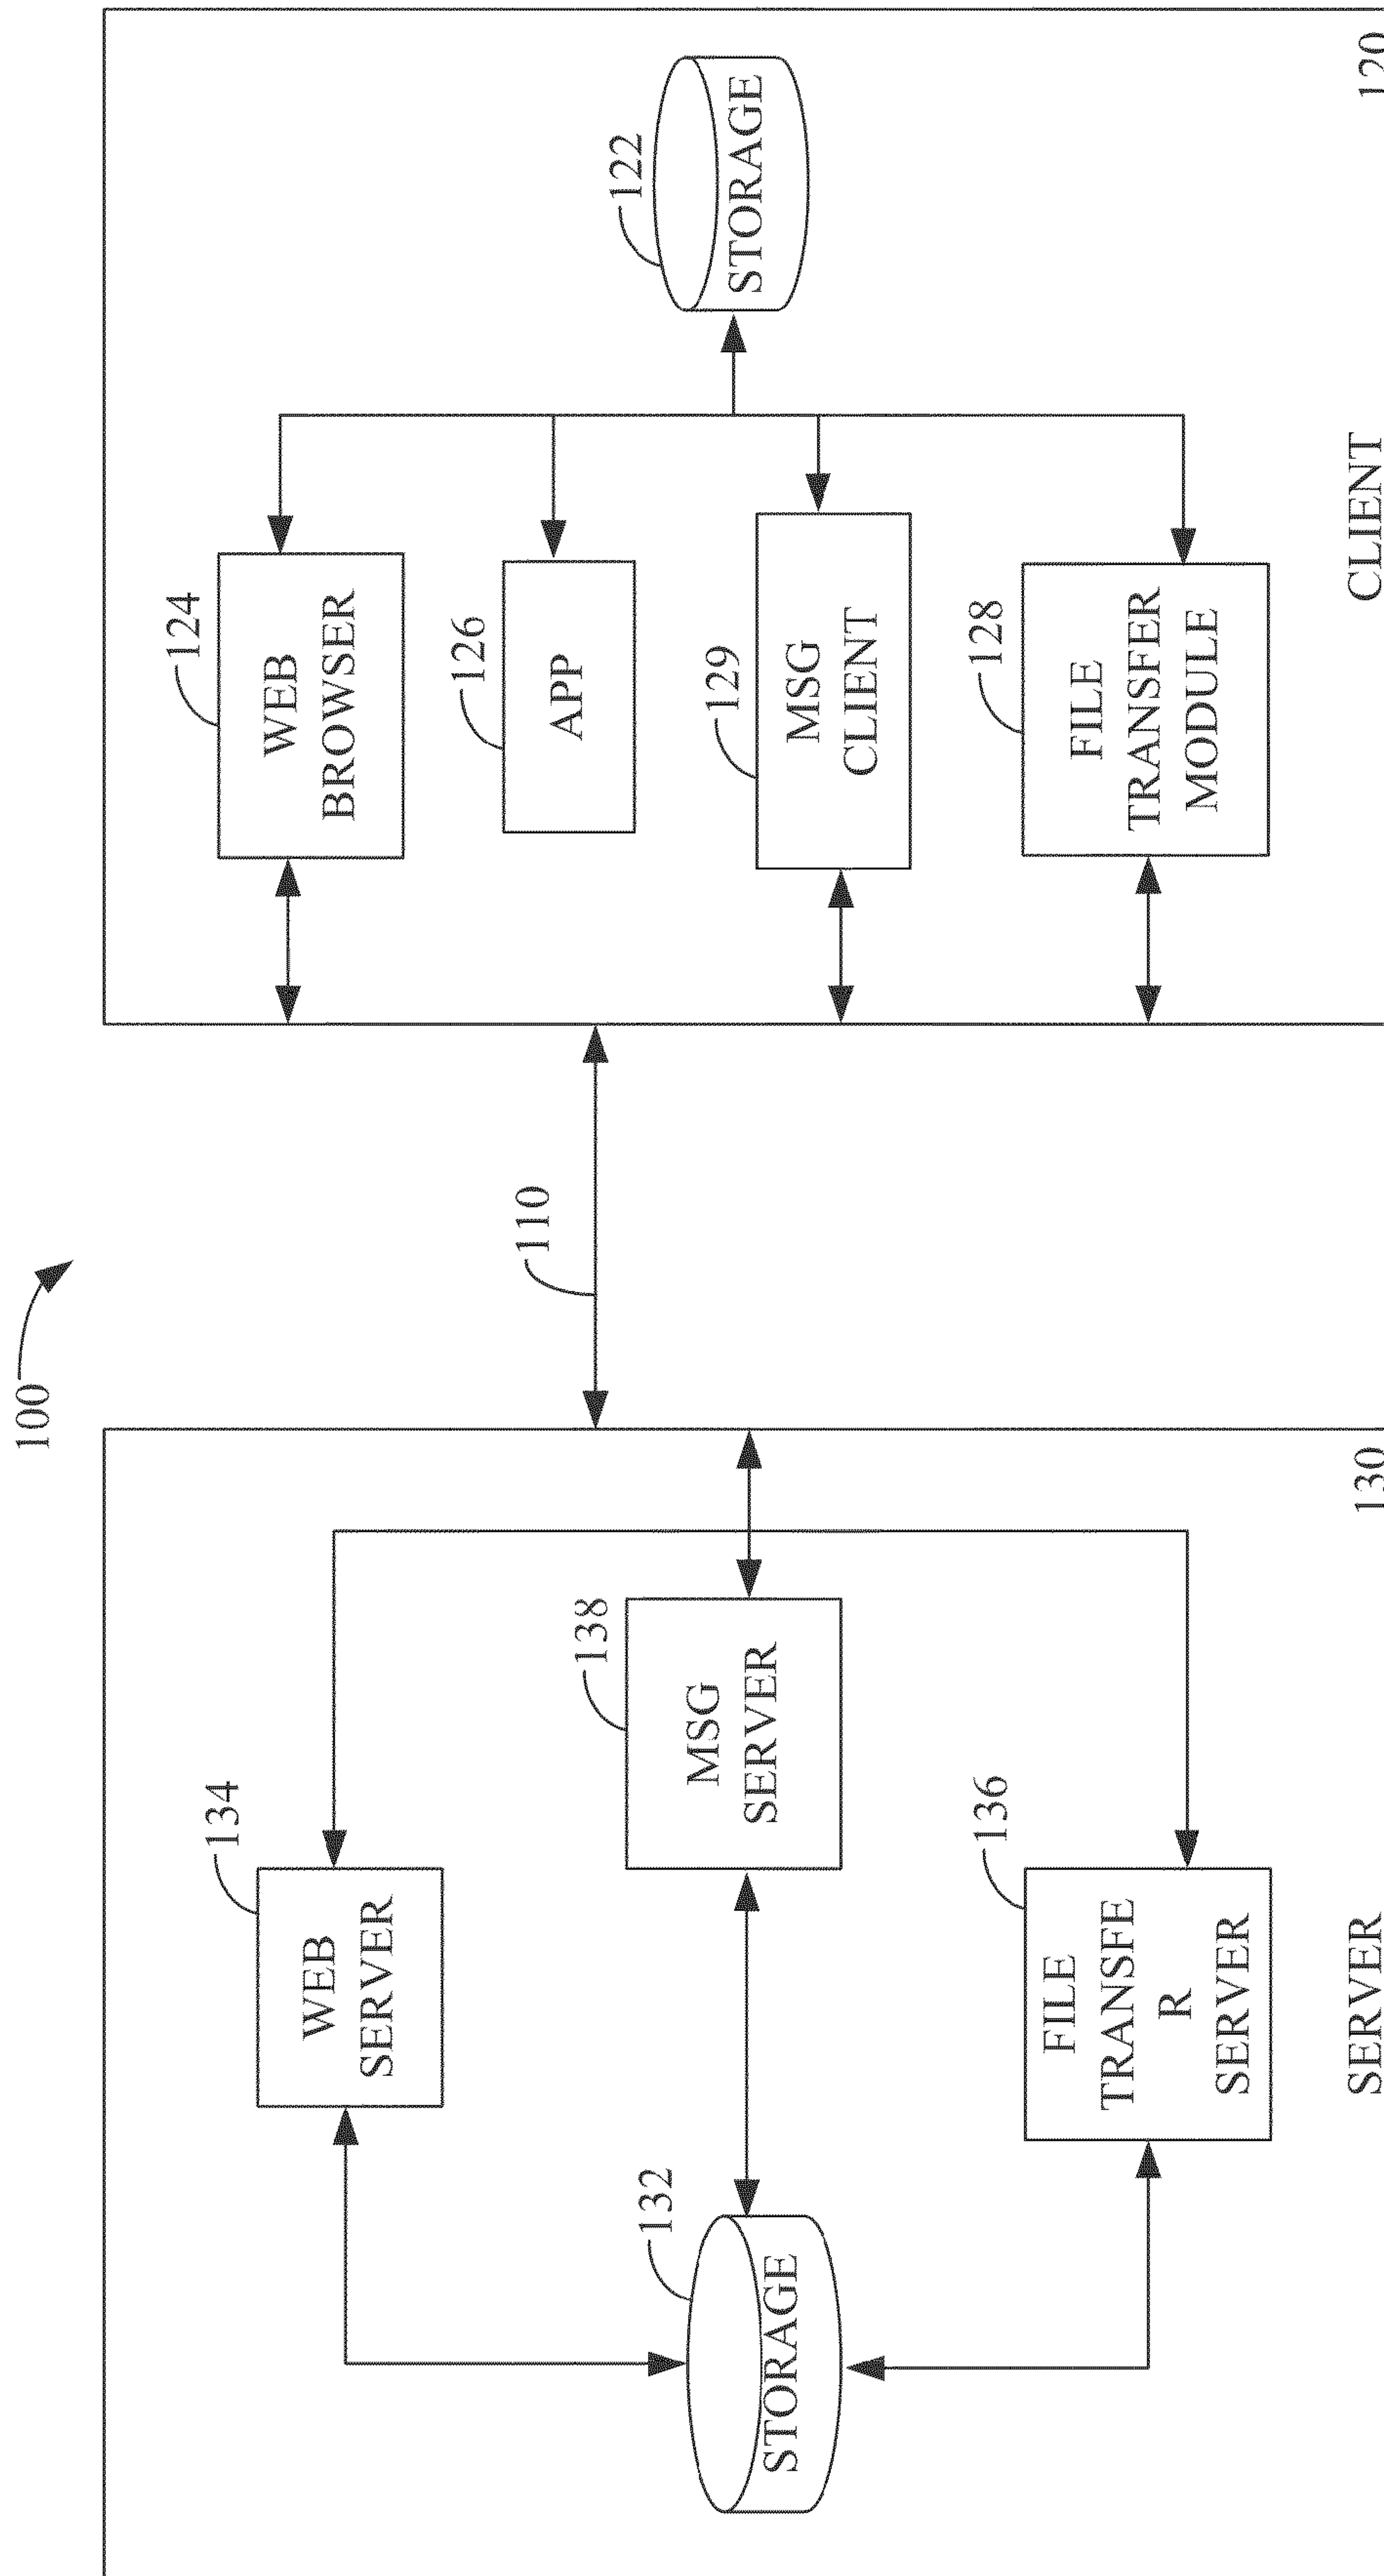 100
134
WEB
SERVER
132
STORAGE
138
MSG
SERVER
136
FILE
TRANSFE
R
SERVER
SERVER
130
110
124
WEB
BROWSER
126
APP
129
MSG
CLIENT
128
FILE
TRANSFER
MODULE
122
STORAGE
CLIENT
120